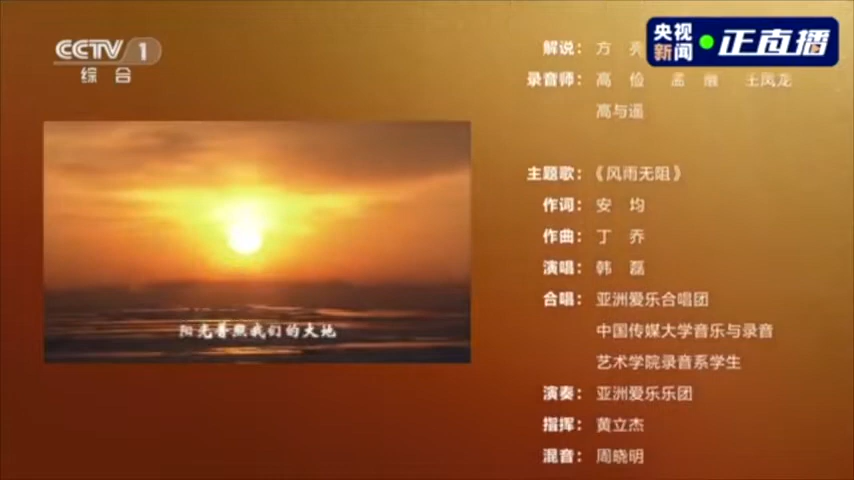 CCTV 1
综合
央视
新闻
正直播
解说：方 亮
录音师：高 俭 孟 王凤龙
高与遥
主题歌：《风雨无阻》
作词：安 均
作曲：丁 乔
演唱：韩 磊
合唱：亚洲爱乐合唱团
中国传媒大学音乐与录音
艺术学院录音系学生
演奏：亚洲爱乐乐团
指挥：黄立杰
混音：周晓明
阳光普照我们的大地